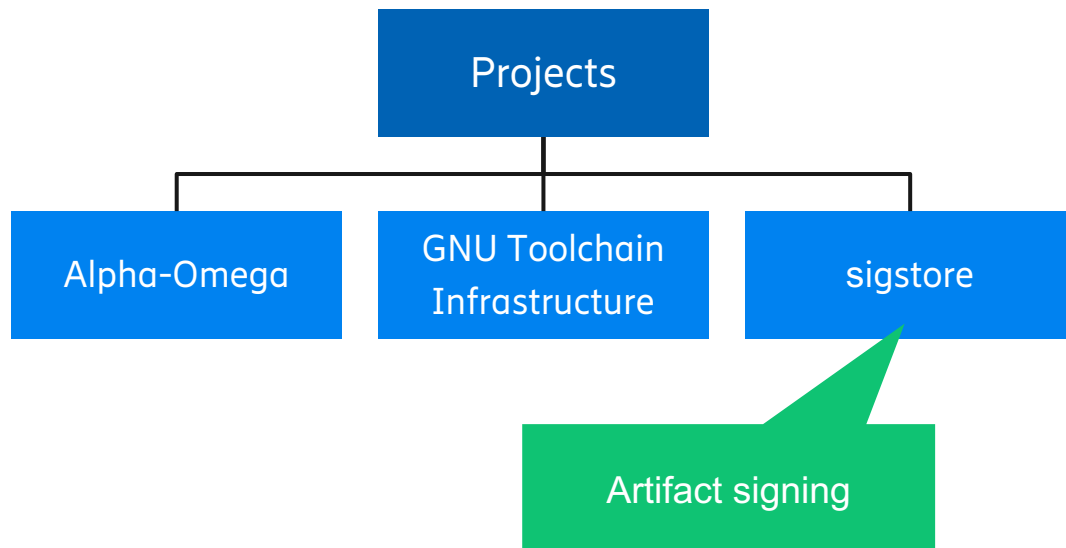 Projects
Alpha-Omega
GNU Toolchain
Infrastructure
sigstore
Artifact signing